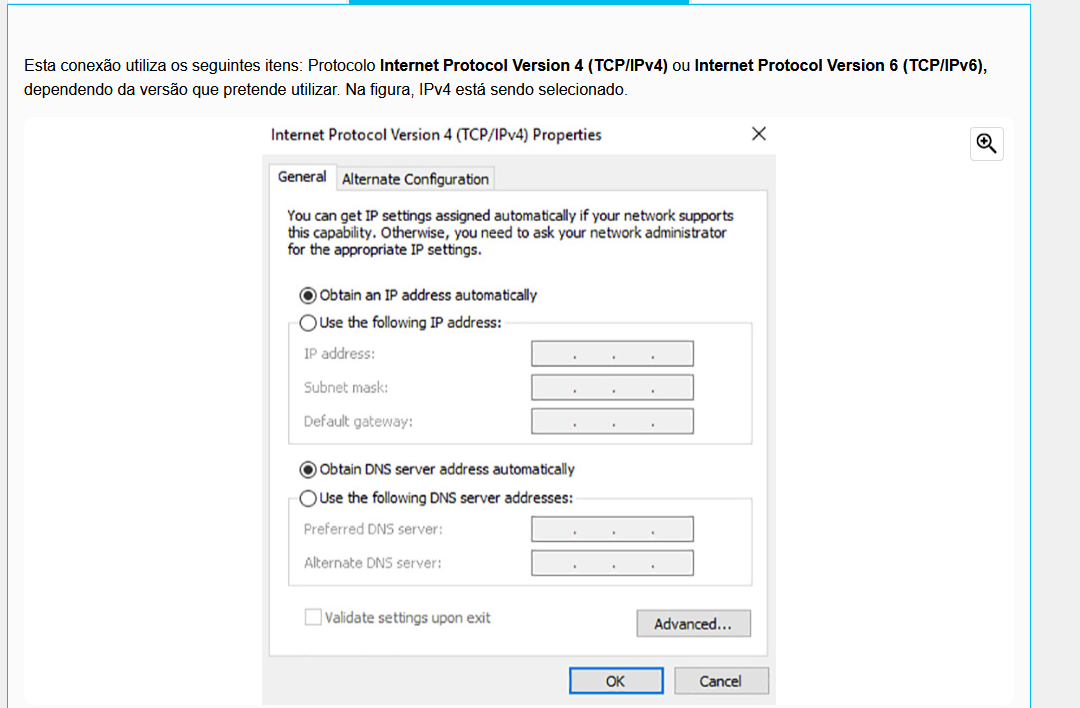 Esta conexão utiliza os seguintes itens: Protocolo Internet Protocol Version 4 (TCP/IPv4) ou Internet Protocol Version 6 (TCP/IPv6),
dependendo da versão que pretende utilizar. Na figura, IPv4 está sendo selecionado.
Internet Protocol Version 4 (TCP/IPv4) Properties
General
Alternate Configuration
You can get IP settings assigned automatically if your network supports
this capability. Otherwise, you need to ask your network administrator
for the appropriate IP settings.
Obtain an IP address automatically
Use the following IP address:
IP address:
Subnet mask:
Default gateway:
Obtain DNS server address automatically
Use the following DNS server addresses:
Preferred DNS server:
Alternate DNS server:
Validate settings upon exit
Advanced...
OK
Cancel